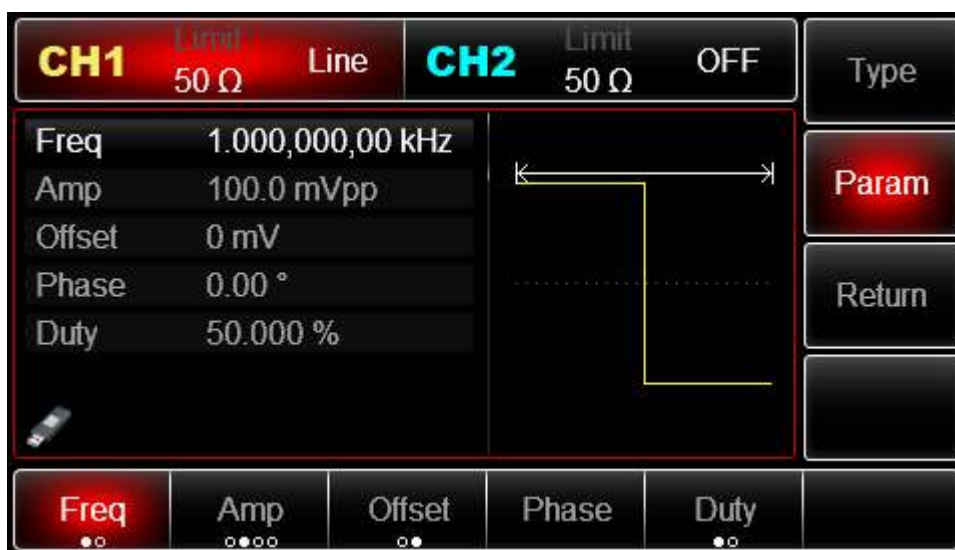 CH1 Limit 50 Ω Line CH2 Limit 50 Ω OFF
Type
Freq 1.000,000,00 kHz
Amp 100.0 mVpp
Offset 0 mV
Phase 0.00 °
Duty 50.000 %
Param
Return
Freq Amp Offset Phase Duty